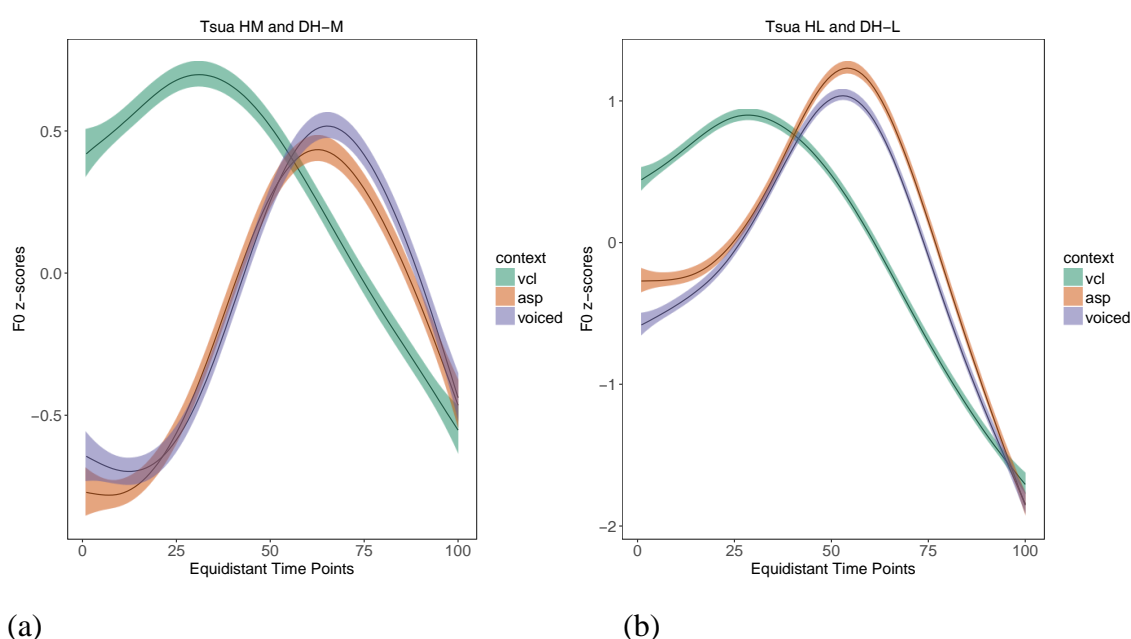 Tsua HM and DH−M
0.5
0.0
−0.5
F0 z−scores
0
25
50
75
100
Equidistant Time Points
context
vcl
asp
voiced
(a)
Tsua HL and DH−L
1
0
−1
−2
F0 z−scores
0
25
50
75
100
Equidistant Time Points
context
vcl
asp
voiced
(b)